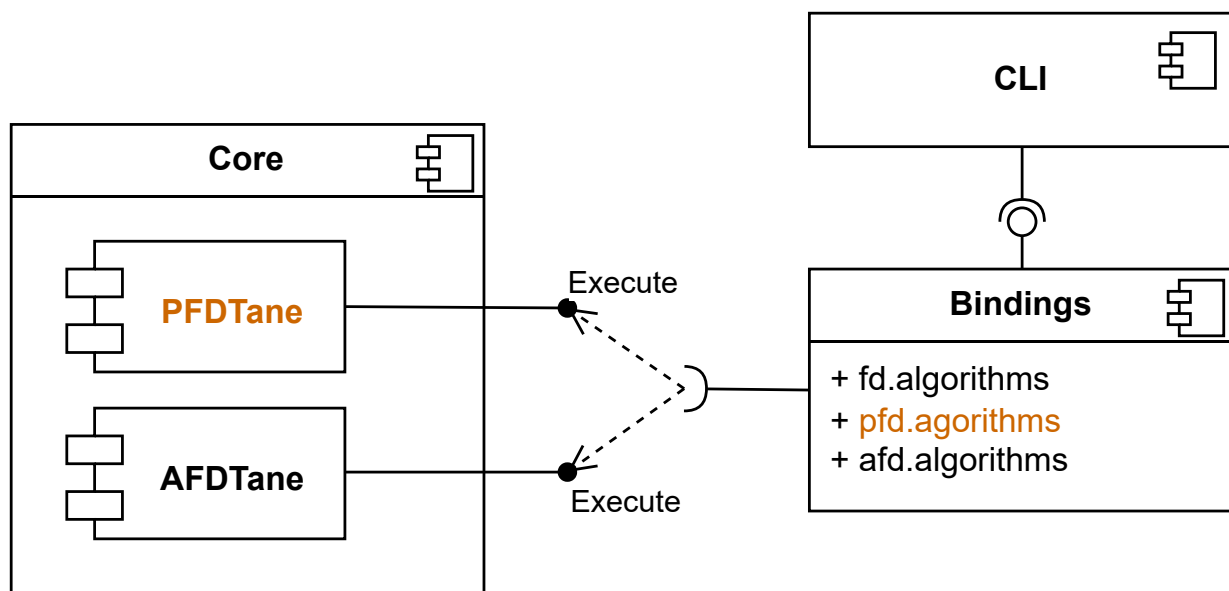 CLI
Core
Execute
PFDTane
Bindings
+ fd.algorithms
+ pfd.agorithms
+ afd.algorithms
AFDTane
Execute